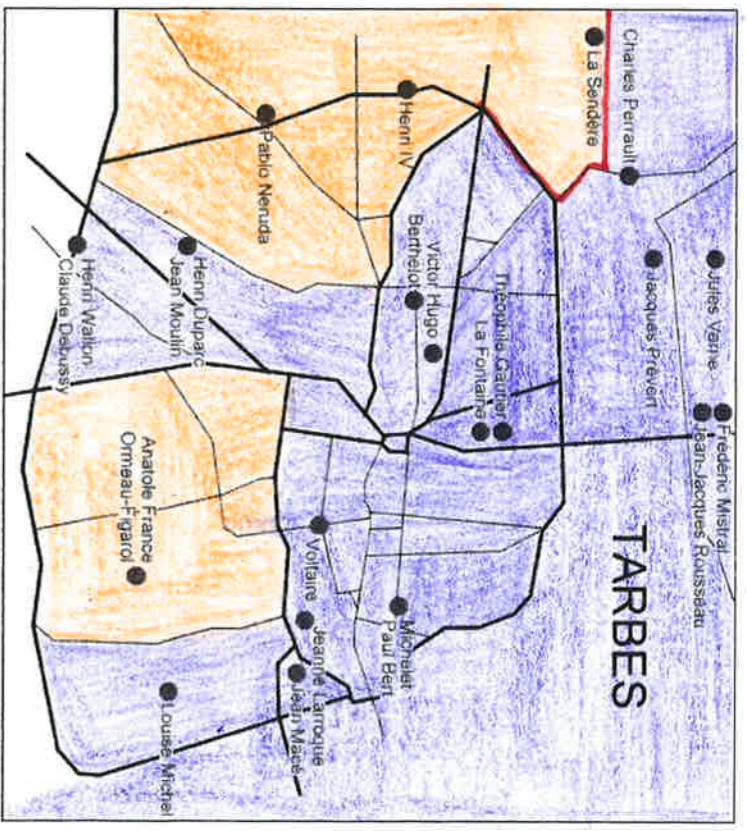 Jules Verne
Frédéric Mistral
Jean-Jacques Rousseau
Jacques Prévert
Charles Perrault
TARBES
La Sendère
Théophile Gautier
La Fontaine
Victor Hugo
Berthelot
Henri IV
Michelet
Paul Bert
Voltaire
Jeanne Larroque
Jean Macé
Pablo Neruda
Henri Duparc
Jean Moulin
Louise Michel
Anatole France
Ormeau-Figarol
Henri Wallon
Claude Debussy